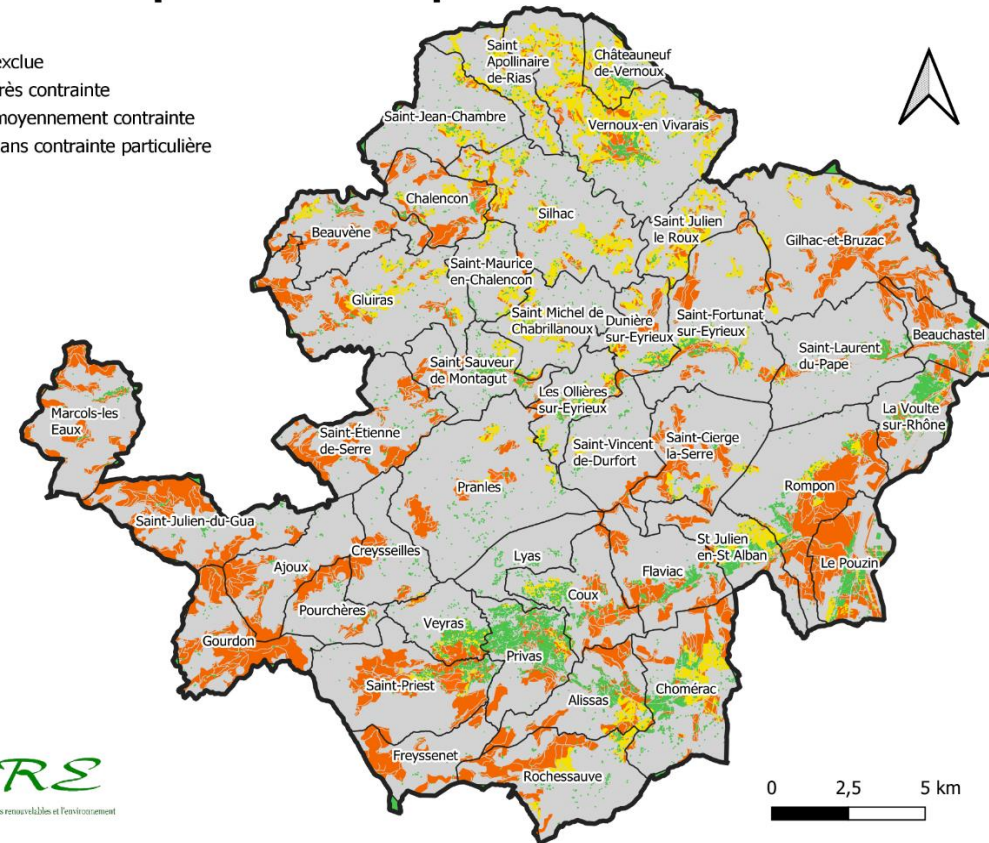 exclue
rès contrainte
moyennement contrainte
ans contrainte particulière
Saint
Apollinaire
de-Rias
Châteauneuf
de-Vernoux
Saint-Jean-Chambre
Vernoux-en Vivarais
Chalencon
Silhac
Saint Julien
le Roux
Beauvène
Gilhac-et-Bruzac
Saint-Maurice
en-Chalencon
Gluiras
Saint Michel de
Chabrillanoux
Dunière
sur-Eyrieux
Saint-Fortunat
sur-Eyrieux
Beauchastel
Saint-Laurent
du-Pape
Saint Sauveur
de Montagut
Les Ollières
sur-Eyrieux
La Voulte
sur-Rhône
Marcols-les
Eaux
Saint-Étienne
de-Serre
Saint-Vincent
de-Durfort
Saint-Cierge
la-Serre
Rompon
Pranles
Saint-Julien-du-Gua
St Julien
en-St Alban
Creysseilles
Lyas
Le Pouzin
Ajoux
Flaviac
Coux
Pourchères
Veyras
Gourdon
Privas
Saint-Priest
Chomérac
Alissas
Freyssenet
Rochessauve
RE
s renouvelables et l'environnement
0 2,5 5 km